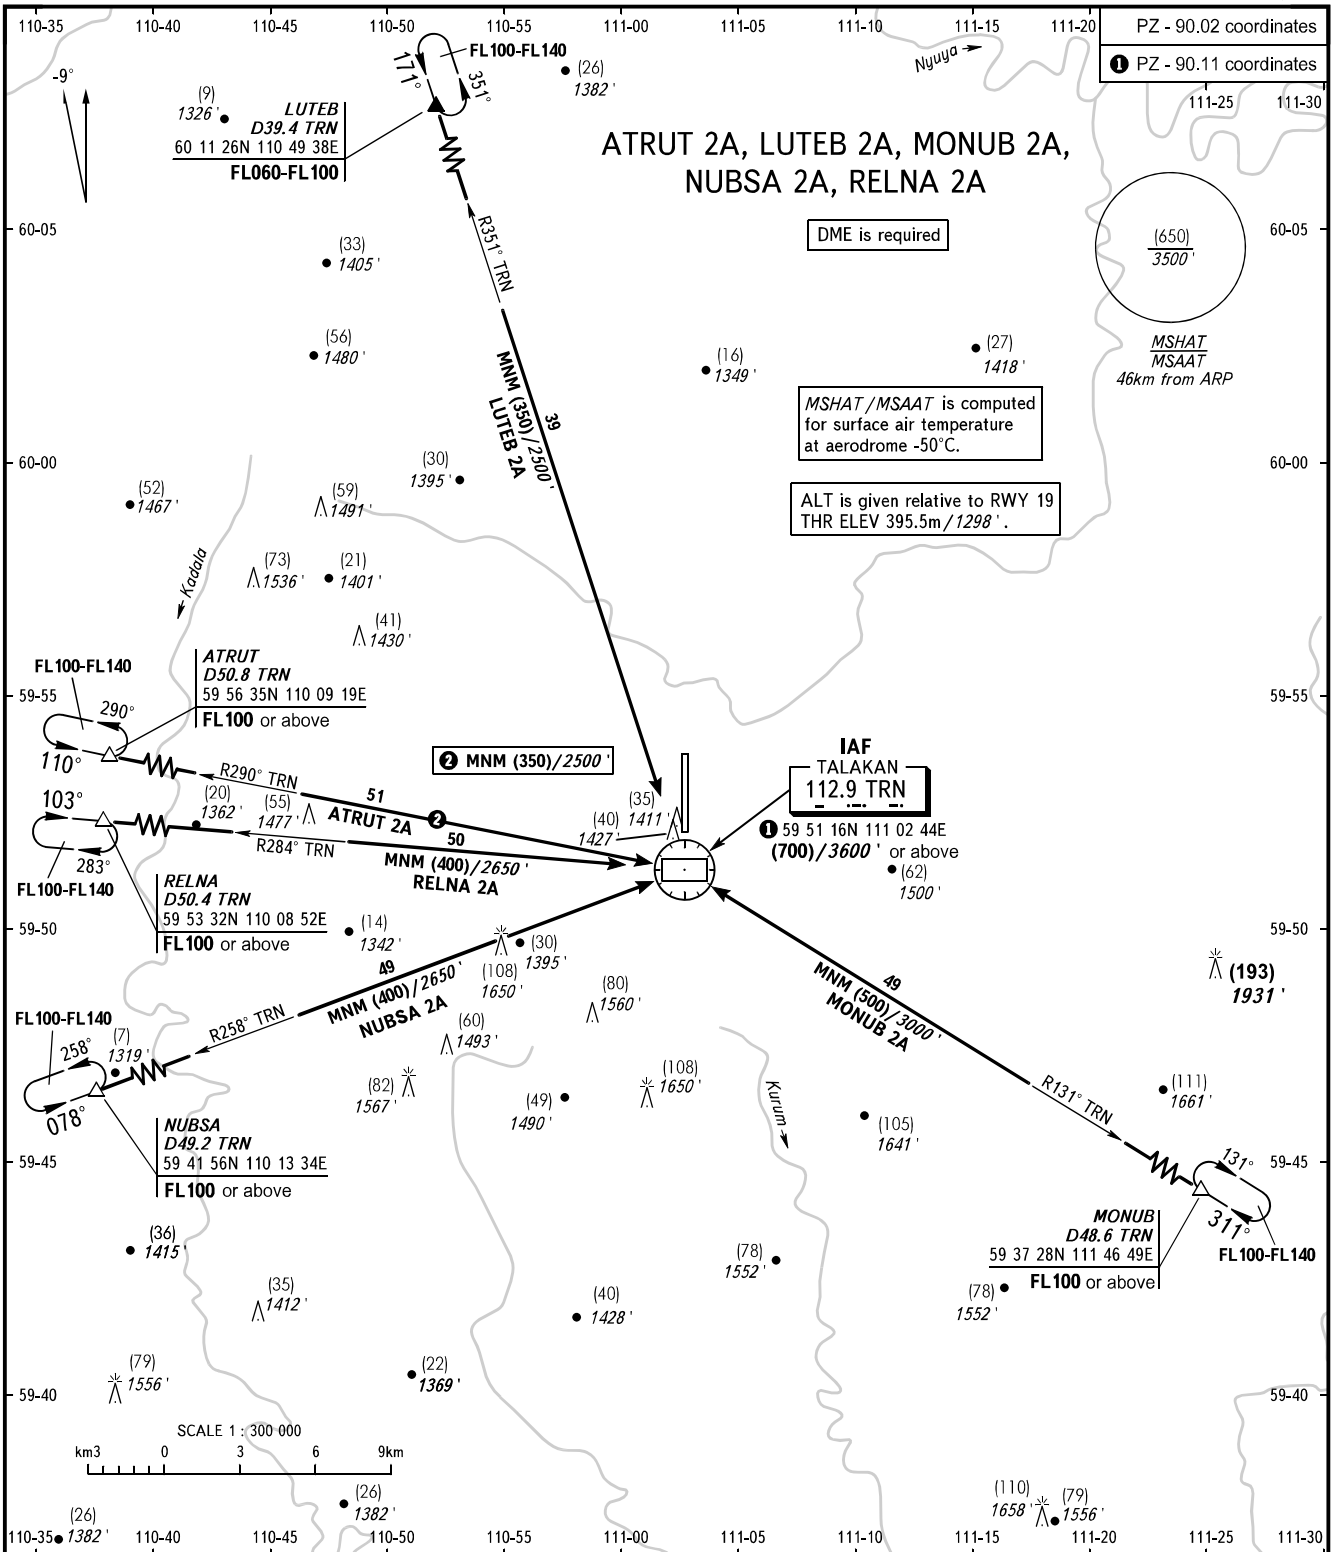 110-35
110-40
110-45
110-50
110-55
111-00
111-05
111-10
111-15
111-20
PZ - 90.02 coordinates
❶ PZ - 90.11 coordinates
111-25
111-30
-9°
(9)
1326 '
171°
351°
FL100-FL140
(26)
1382 '
Nyuya
LUTEB
D39.4 TRN
60 11 26N 110 49 38E
FL060-FL100
ATRUT 2A, LUTEB 2A, MONUB 2A,
NUBSA 2A, RELNA 2A
DME is required
60-05
60-05
(650)
3500 '
MSHAT
MSAAT
46km from ARP
(33)
1405 '
R351° TRN
(56)
1480 '
(16)
1349 '
(27)
1418 '
MNM (350)/2500 '
LUTEB 2A
39
MSHAT/MSAAT is computed
for surface air temperature
at aerodrome -50°C.
60-00
60-00
(52)
1467 '
(59)
1491 '
(30)
1395 '
ALT is given relative to RWY 19
THR ELEV 395.5m/1298 ' .
Kadala
(73)
1536 '
(21)
1401 '
(41)
1430 '
FL100-FL140
ATRUT
D50.8 TRN
59 56 35N 110 09 19E
FL100 or above
59-55
59-55
290°
110°
R290° TRN
❷ MNM (350)/2500 '
51
ATRUT 2A ❷
IAF
TALAKAN
112.9 TRN
❶ 59 51 16N 111 02 44E
(700)/3600 ' or above
103°
283°
FL100-FL140
(20)
1362 '
(55)
1477 '
R284° TRN
50
MNM (400)/2650 '
RELNA 2A
(35)
1411 '
(40)
1427 '
(62)
1500 '
RELNA
D50.4 TRN
59 53 32N 110 08 52E
FL100 or above
59-50
59-50
(14)
1342 '
(30)
1395 '
(108)
1650 '
(193)
1931 '
49
MNM (400)/2650 '
NUBSA 2A
R258° TRN
(80)
1560 '
49
MNM (500)/3000 '
MONUB 2A
R131° TRN
FL100-FL140
258°
078°
(7)
1319 '
(60)
1493 '
(82)
1567 '
(108)
1650 '
(49)
1490 '
Kurum
(105)
1641 '
(111)
1661 '
NUBSA
D49.2 TRN
59 41 56N 110 13 34E
FL100 or above
59-45
59-45
131°
311°
FL100-FL140
MONUB
D48.6 TRN
59 37 28N 111 46 49E
FL100 or above
(36)
1415 '
(78)
1552 '
(35)
1412 '
(40)
1428 '
(78)
1552 '
(79)
1556 '
(22)
1369 '
59-40
59-40
SCALE 1 : 300 000
km3 0 3 6 9km
(26)
1382 '
(26)
1382 '
(110)
1658 '
(79)
1556 '
110-35
110-40
110-45
110-50
110-55
111-00
111-05
111-10
111-15
111-20
111-25
111-30